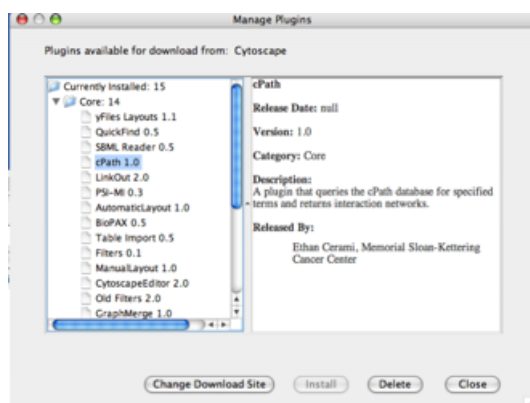 Manage Plugins
Plugins available for download from: Cytoscape
Currently Installed: 15
Core: 14
yFiles Layouts 1.1
QuickFind 0.5
SBML Reader 0.5
cPath 1.0
LinkOut 2.0
PSI-MI 0.3
AutomaticLayout 1.0
BioPAX 0.5
Table Import 0.5
Filters 0.1
ManualLayout 1.0
CytoscapeEditor 2.0
Old Filters 2.0
GraphMerge 1.0
cPath
Release Date: null
Version: 1.0
Category: Core
Description:
A plugin that queries the cPath database for specified
terms and returns interaction networks.
Released By:
Ethan Cerami, Memorial Sloan-Kettering
Cancer Center
Change Download Site
Install
Delete
Close